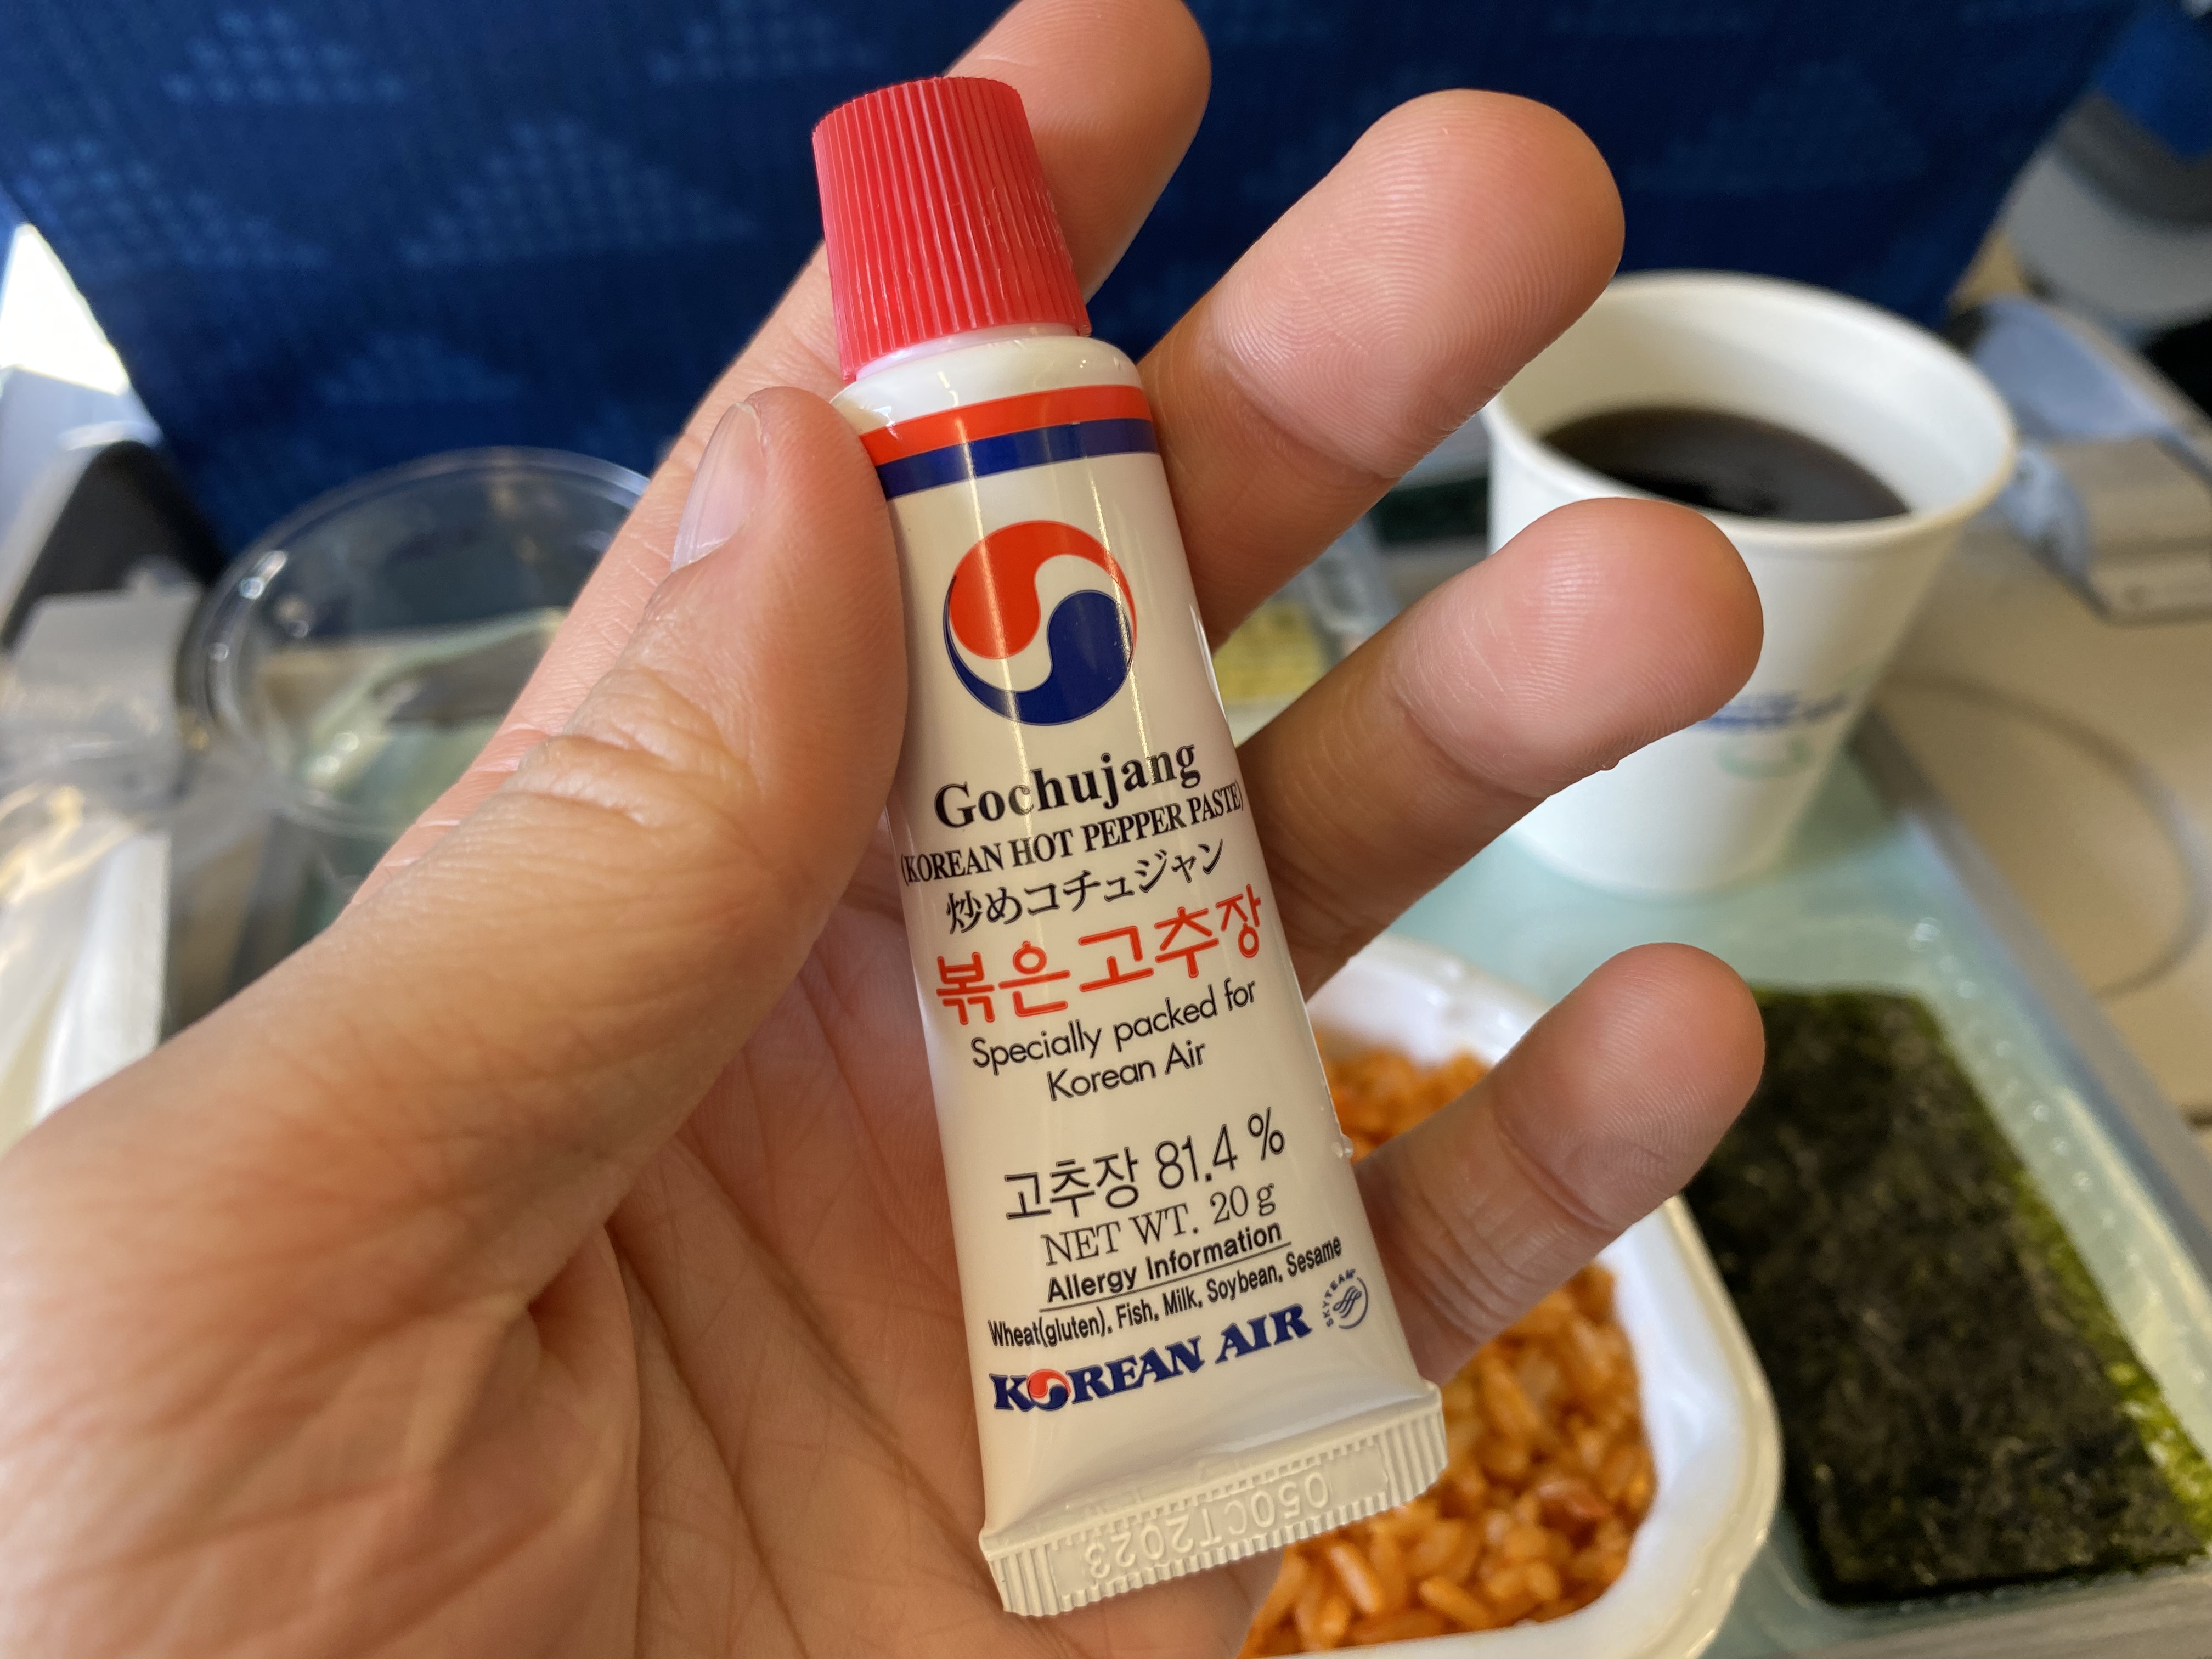 Gochujang
(KOREAN HOT PEPPER PASTE)
炒めコチュジャン
볶은 고추장
Specially packed for
Korean Air
고추장 81.4 %
NET WT. 20 g
Allergy Information
Wheat(gluten), Fish, Milk, Soybean, Sesame
SKYTEAM
KOREAN AIR
05OCT2023